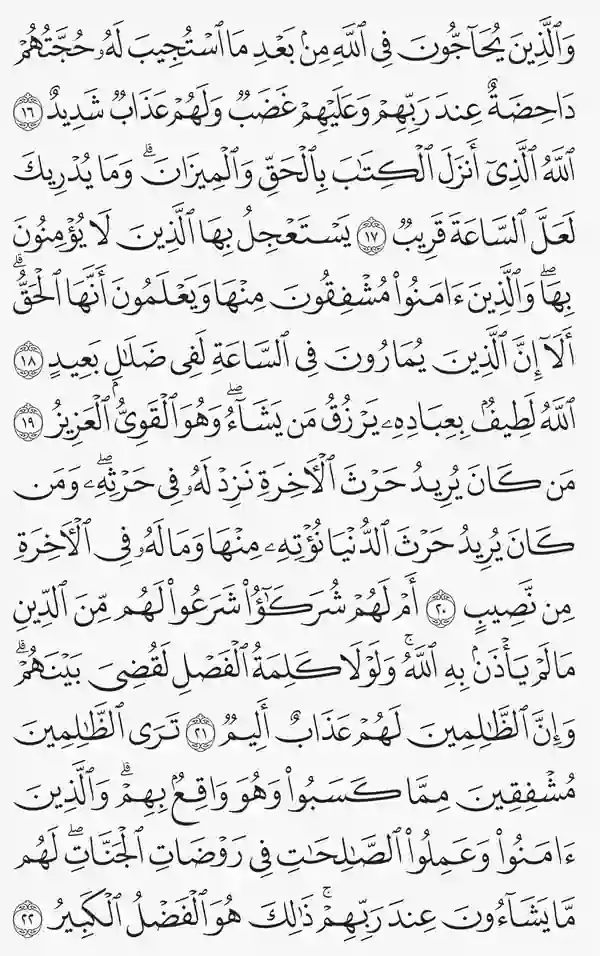 وَٱلَّذِينَ يُحَآجُّونَ فِى ٱللَّهِ مِنۢ بَعْدِ مَا ٱسْتُجِيبَ لَهُۥ حُجَّتُهُمْ
دَاحِضَةٌ عِندَ رَبِّهِمْ وَعَلَيْهِمْ غَضَبٌ وَلَهُمْ عَذَابٌ شَدِيدٌ ١٦
ٱللَّهُ ٱلَّذِىٓ أَنزَلَ ٱلْكِتَٰبَ بِٱلْحَقِّ وَٱلْمِيزَانَ ۗ وَمَا يُدْرِيكَ
لَعَلَّ ٱلسَّاعَةَ قَرِيبٌ ١٧ يَسْتَعْجِلُ بِهَا ٱلَّذِينَ لَا يُؤْمِنُونَ
بِهَا ۖ وَٱلَّذِينَ ءَامَنُوا۟ مُشْفِقُونَ مِنْهَا وَيَعْلَمُونَ أَنَّهَا ٱلْحَقُّ ۗ
أَلَآ إِنَّ ٱلَّذِينَ يُمَارُونَ فِى ٱلسَّاعَةِ لَفِى ضَلَٰلٍۭ بَعِيدٍ ١٨
ٱللَّهُ لَطِيفٌۢ بِعِبَادِهِۦ يَرْزُقُ مَن يَشَآءُ ۖ وَهُوَ ٱلْقَوِىُّ ٱلْعَزِيزُ ١٩
مَن كَانَ يُرِيدُ حَرْثَ ٱلْـَٔاخِرَةِ نَزِدْ لَهُۥ فِى حَرْثِهِۦ ۖ وَمَن
كَانَ يُرِيدُ حَرْثَ ٱلدُّنْيَا نُؤْتِهِۦ مِنْهَا وَمَا لَهُۥ فِى ٱلْـَٔاخِرَةِ
مِن نَّصِيبٍ ٢٠ أَمْ لَهُمْ شُرَكَٰٓؤُا۟ شَرَعُوا۟ لَهُم مِّنَ ٱلدِّينِ
مَا لَمْ يَأْذَنۢ بِهِ ٱللَّهُ ۚ وَلَوْلَا كَلِمَةُ ٱلْفَصْلِ لَقُضِىَ بَيْنَهُمْ ۗ
وَإِنَّ ٱلظَّٰلِمِينَ لَهُمْ عَذَابٌ أَلِيمٌ ٢١ تَرَى ٱلظَّٰلِمِينَ
مُشْفِقِينَ مِمَّا كَسَبُوا۟ وَهُوَ وَاقِعٌۢ بِهِمْ ۗ وَٱلَّذِينَ
ءَامَنُوا۟ وَعَمِلُوا۟ ٱلصَّٰلِحَٰتِ فِى رَوْضَاتِ ٱلْجَنَّاتِ ۖ لَهُم
مَّا يَشَآءُونَ عِندَ رَبِّهِمْ ۚ ذَٰلِكَ هُوَ ٱلْفَضْلُ ٱلْكَبِيرُ ٢٢